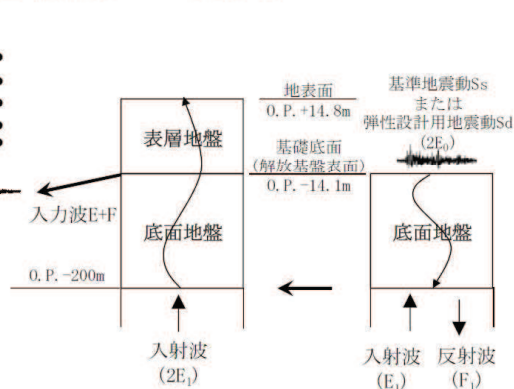 地表面
O.P.+14.8m
表層地盤
基礎底面
(解放基盤表面)
O.P.-14.1m
入力波E+F
底面地盤
O.P.-200m
入射波
(2E₁)
基準地震動Ss
または
弾性設計用地震動Sd
(2E₀)
底面地盤
入射波
(E₁)
反射波
(F₁)